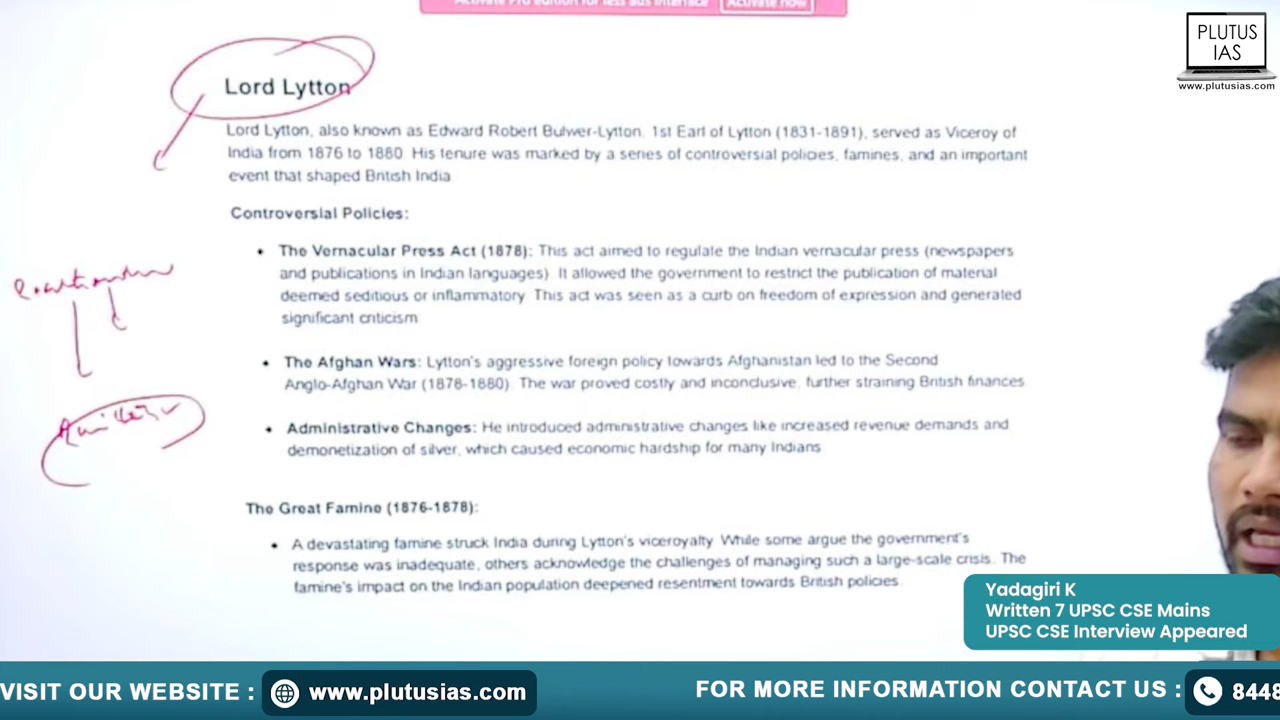 Activate Pro edition for less ads interface Activate now
PLUTUS
IAS
www.plutusias.com
Lord Lytton
Lord Lytton, also known as Edward Robert Bulwer-Lytton, 1st Earl of Lytton (1831-1891), served as Viceroy of
India from 1876 to 1880. His tenure was marked by a series of controversial policies, famines, and an important
event that shaped British India
Controversial Policies:
• The Vernacular Press Act (1878): This act aimed to regulate the Indian vernacular press (newspapers
and publications in Indian languages). It allowed the government to restrict the publication of material
deemed seditious or inflammatory. This act was seen as a curb on freedom of expression and generated
significant criticism
• The Afghan Wars: Lytton's aggressive foreign policy towards Afghanistan led to the Second
Anglo-Afghan War (1878-1880). The war proved costly and inconclusive, further straining British finances.
• Administrative Changes: He introduced administrative changes like increased revenue demands and
demonetization of silver, which caused economic hardship for many Indians
The Great Famine (1876-1878):
• A devastating famine struck India during Lytton's viceroyalty. While some argue the government's
response was inadequate, others acknowledge the challenges of managing such a large-scale crisis. The
famine's impact on the Indian population deepened resentment towards British policies.
Yadagiri K
Written 7 UPSC CSE Mains
UPSC CSE Interview Appeared
VISIT OUR WEBSITE : www.plutusias.com
FOR MORE INFORMATION CONTACT US : 8448